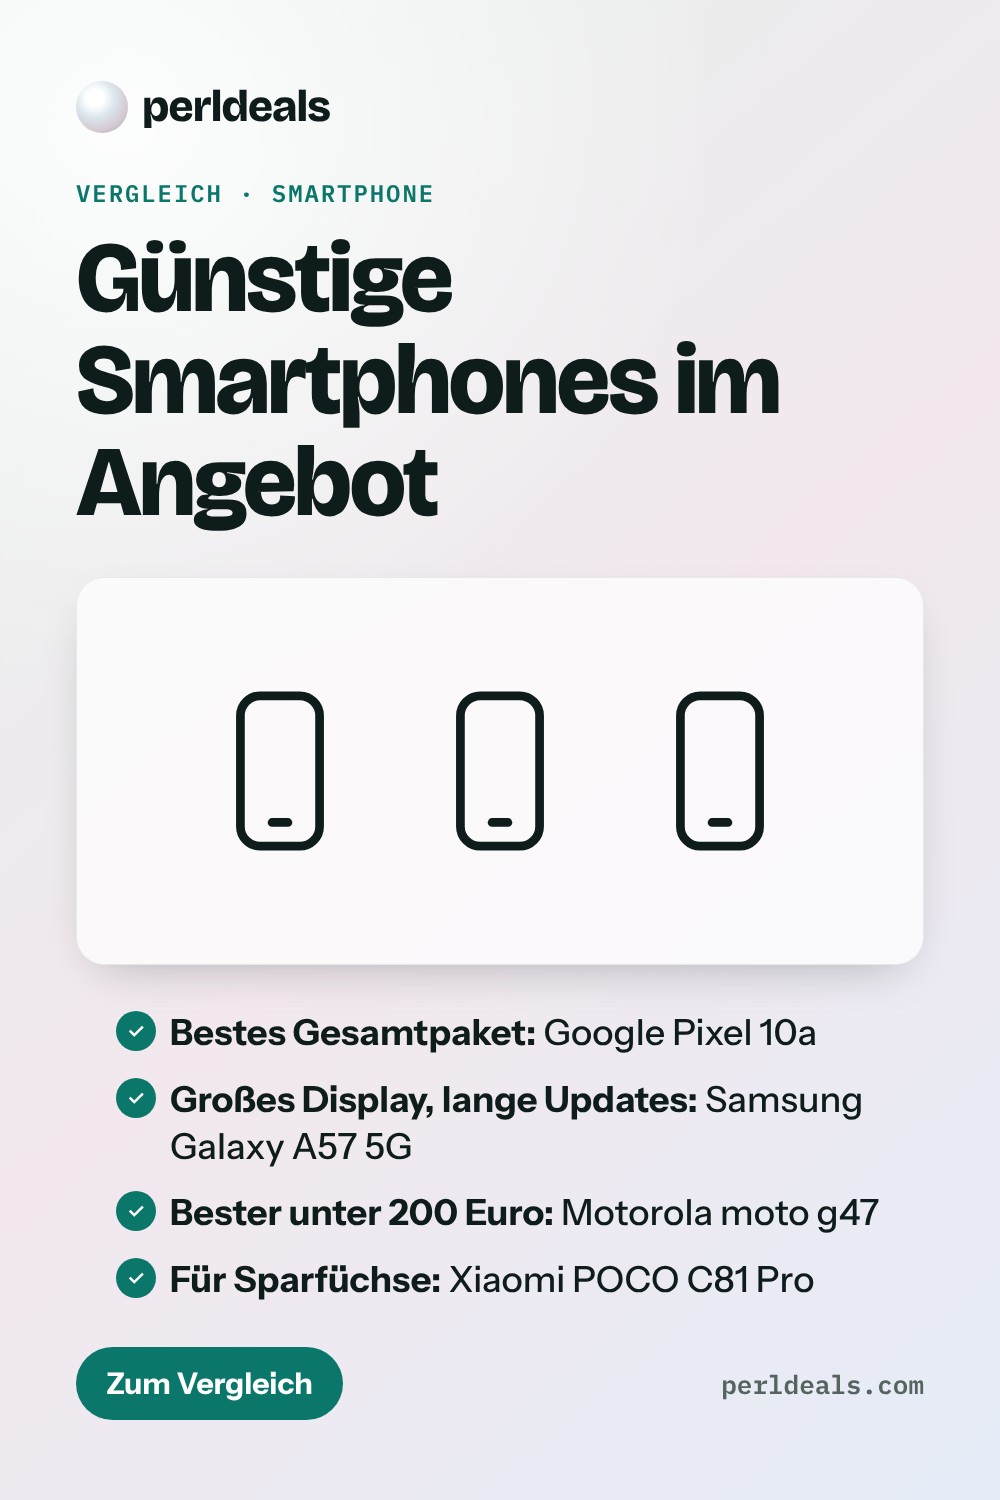 perldeals
VERGLEICH · SMARTPHONE
Günstige
Smartphones im
Angebot
Bestes Gesamtpaket: Google Pixel 10a
Großes Display, lange Updates: Samsung
Galaxy A57 5G
Bester unter 200 Euro: Motorola moto g47
Für Sparfüchse: Xiaomi POCO C81 Pro
Zum Vergleich
perldeals.com